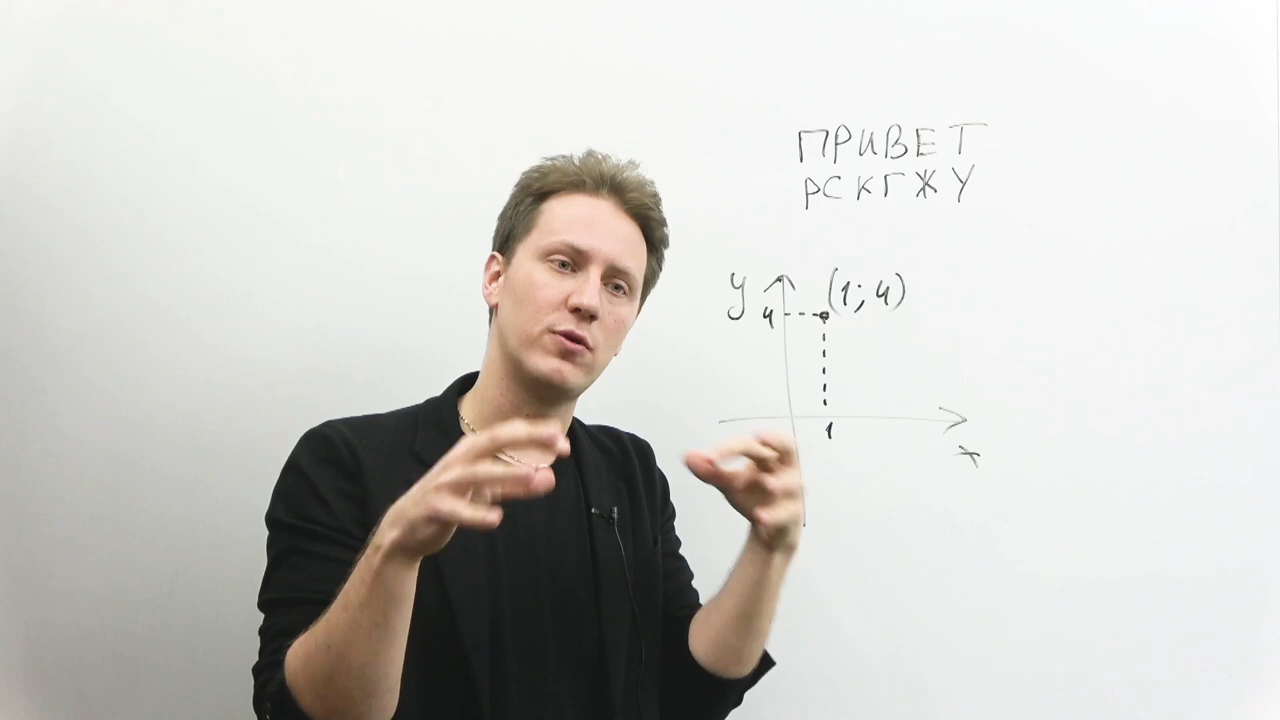 ПРИВЕТ
РСКГЖУ
y (1; 4)
4
1
x